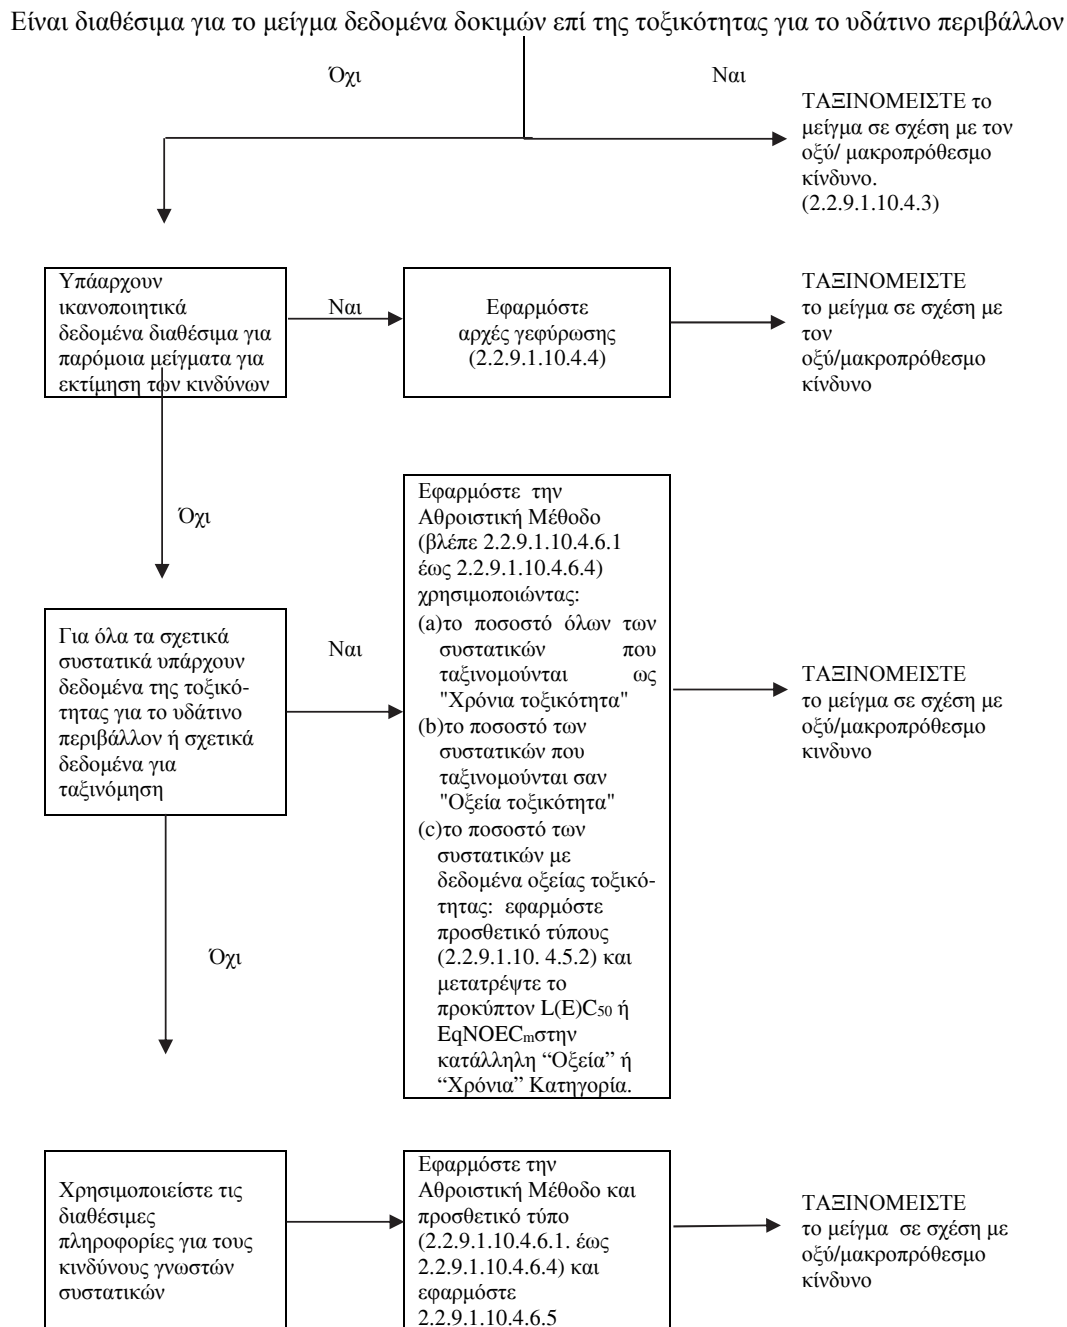 Είναι διαθέσιμα για το μείγμα δεδομένα δοκιμών επί της τοξικότητας για το υδάτινο περιβάλλον
Όχι
Ναι
ΤΑΞΙΝΟΜΕΙΣΤΕ το
μείγμα σε σχέση με τον
οξύ/ μακροπρόθεσμο
κίνδυνο.
(2.2.9.1.10.4.3)
Υπάαρχουν
ικανοποιητικά
δεδομένα διαθέσιμα για
παρόμοια μείγματα για
εκτίμηση των κινδύνων
Ναι
Εφαρμόστε
αρχές γεφύρωσης
(2.2.9.1.10.4.4)
ΤΑΞΙΝΟΜΕΙΣΤΕ
το μείγμα σε σχέση με
τον
οξύ/μακροπρόθεσμο
κίνδυνο
Όχι
Για όλα τα σχετικά
συστατικά υπάρχουν
δεδομένα της τοξικό-
τητας για το υδάτινο
περιβάλλον ή σχετικά
δεδομένα για
ταξινόμηση
Ναι
Εφαρμόστε την
Αθροιστική Μέθοδο
(βλέπε 2.2.9.1.10.4.6.1
έως 2.2.9.1.10.4.6.4)
χρησιμοποιώντας:
(a)το ποσοστό όλων των
συστατικών που
ταξινομούνται ως
"Χρόνια τοξικότητα"
(b)το ποσοστό των
συστατικών που
ταξινομούνται σαν
"Οξεία τοξικότητα"
(c)το ποσοστό των
συστατικών με
δεδομένα οξείας τοξικό-
τητας: εφαρμόστε
προσθετικό τύπους
(2.2.9.1.10. 4.5.2) και
μετατρέψτε το
προκύπτον L(E)C50 ή
EqNOECmστην
κατάλληλη “Οξεία” ή
“Χρόνια” Κατηγορία.
ΤΑΞΙΝΟΜΕΙΣΤΕ
το μείγμα σε σχέση με
οξύ/μακροπρόθεσμο
κινδυνο
Όχι
Χρησιμοποιείστε τις
διαθέσιμες
πληροφορίες για τους
κινδύνους γνωστών
συστατικών
Εφαρμόστε την
Αθροιστική Μέθοδο και
προσθετικό τύπο
(2.2.9.1.10.4.6.1. έως
2.2.9.1.10.4.6.4) και
εφαρμόστε
2.2.9.1.10.4.6.5
ΤΑΞΙΝΟΜΕΙΣΤΕ
το μείγμα σε σχέση με
οξύ/μακροπρόθεσμο
κίνδυνο